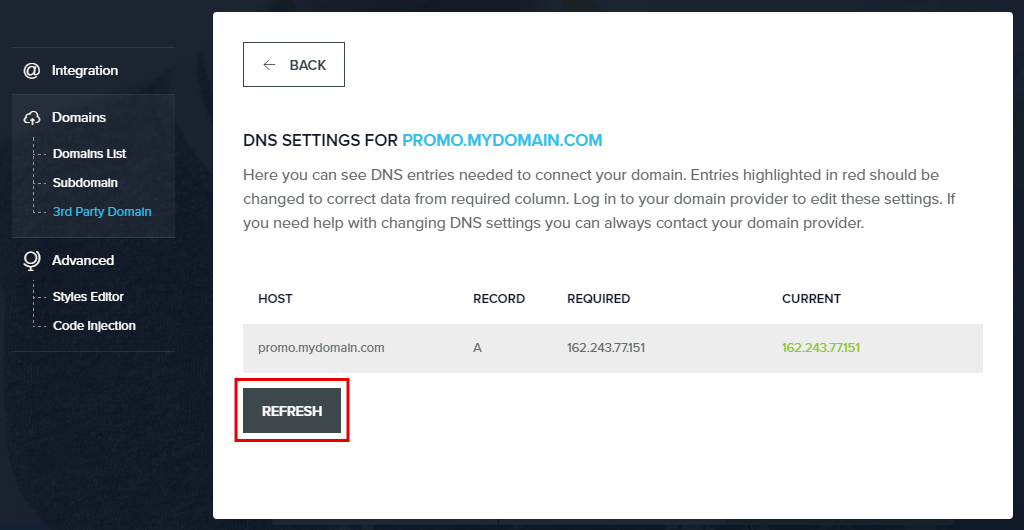 @ Integration
Domains
Domains List
Subdomain
3rd Party Domain
Advanced
Styles Editor
Code Injection
← BACK
DNS SETTINGS FOR PROMO.MYDOMAIN.COM
Here you can see DNS entries needed to connect your domain. Entries highlighted in red should be
changed to correct data from required column. Log in to your domain provider to edit these settings. If
you need help with changing DNS settings you can always contact your domain provider.
HOST RECORD REQUIRED CURRENT
promo.mydomain.com A 162.243.77.151 162.243.77.151
REFRESH